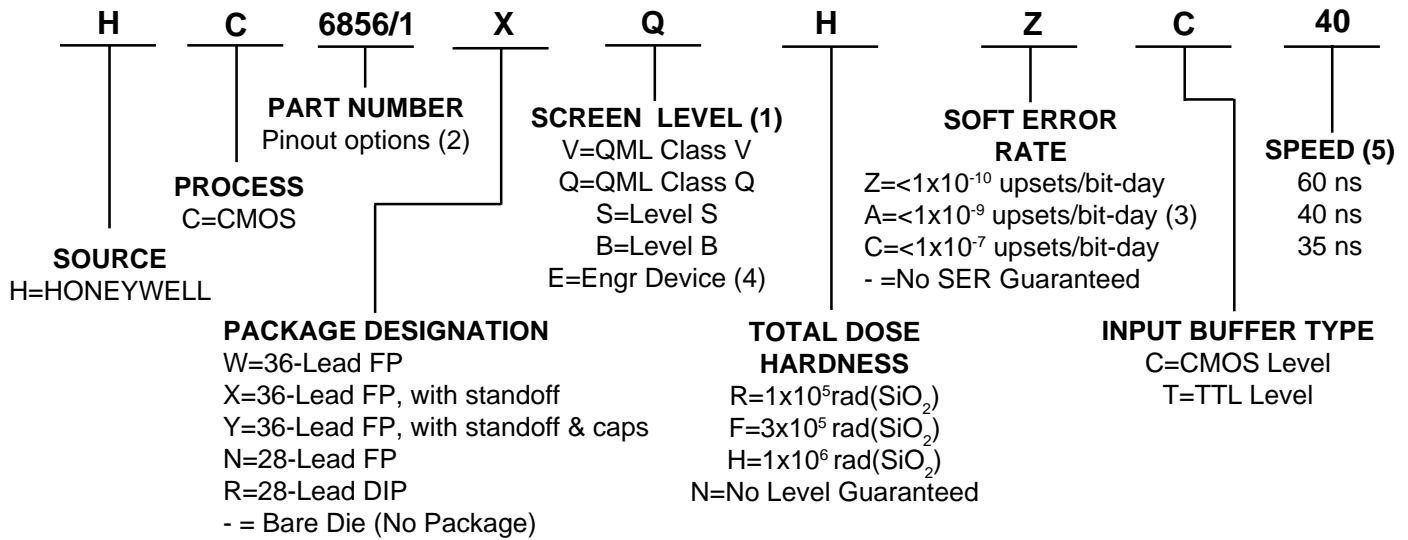 H C 6856/1 X Q H Z C 40
PART NUMBER
Pinout options (2)
PROCESS
C=CMOS
SOURCE
H=HONEYWELL
SCREEN LEVEL (1)
V=QML Class V
Q=QML Class Q
S=Level S
B=Level B
E=Engr Device (4)
SOFT ERROR
RATE
Z=<1x10⁻¹⁰ upsets/bit-day
A=<1x10⁻⁹ upsets/bit-day (3)
C=<1x10⁻⁷ upsets/bit-day
- =No SER Guaranteed
SPEED (5)
60 ns
40 ns
35 ns
PACKAGE DESIGNATION
W=36-Lead FP
X=36-Lead FP, with standoff
Y=36-Lead FP, with standoff & caps
N=28-Lead FP
R=28-Lead DIP
- = Bare Die (No Package)
TOTAL DOSE
HARDNESS
R=1x10⁵rad(SiO₂)
F=3x10⁵ rad(SiO₂)
H=1x10⁶ rad(SiO₂)
N=No Level Guaranteed
INPUT BUFFER TYPE
C=CMOS Level
T=TTL Level